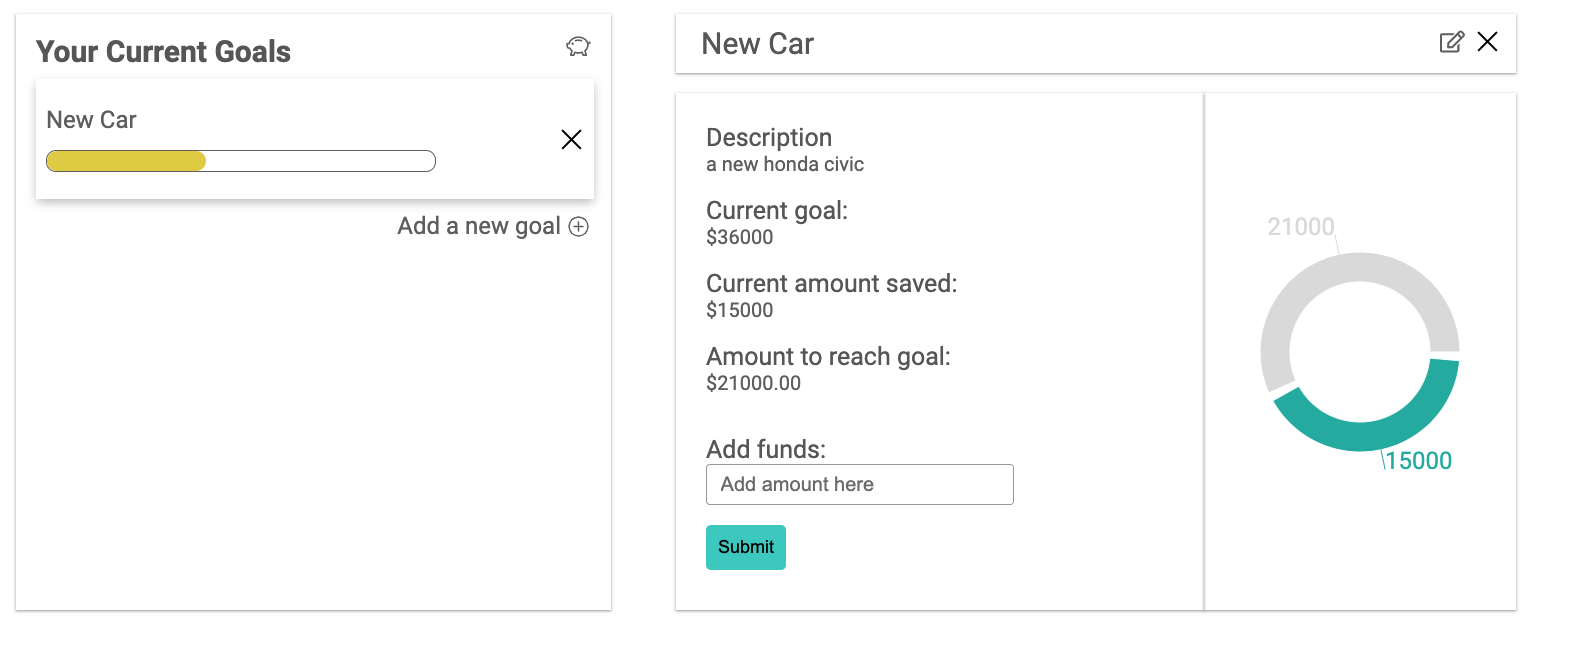 Your Current Goals
New Car
Add a new goal
New Car
Description
a new honda civic
Current goal:
$36000
Current amount saved:
$15000
Amount to reach goal:
$21000.00
Add funds:
Add amount here
Submit
21000
15000